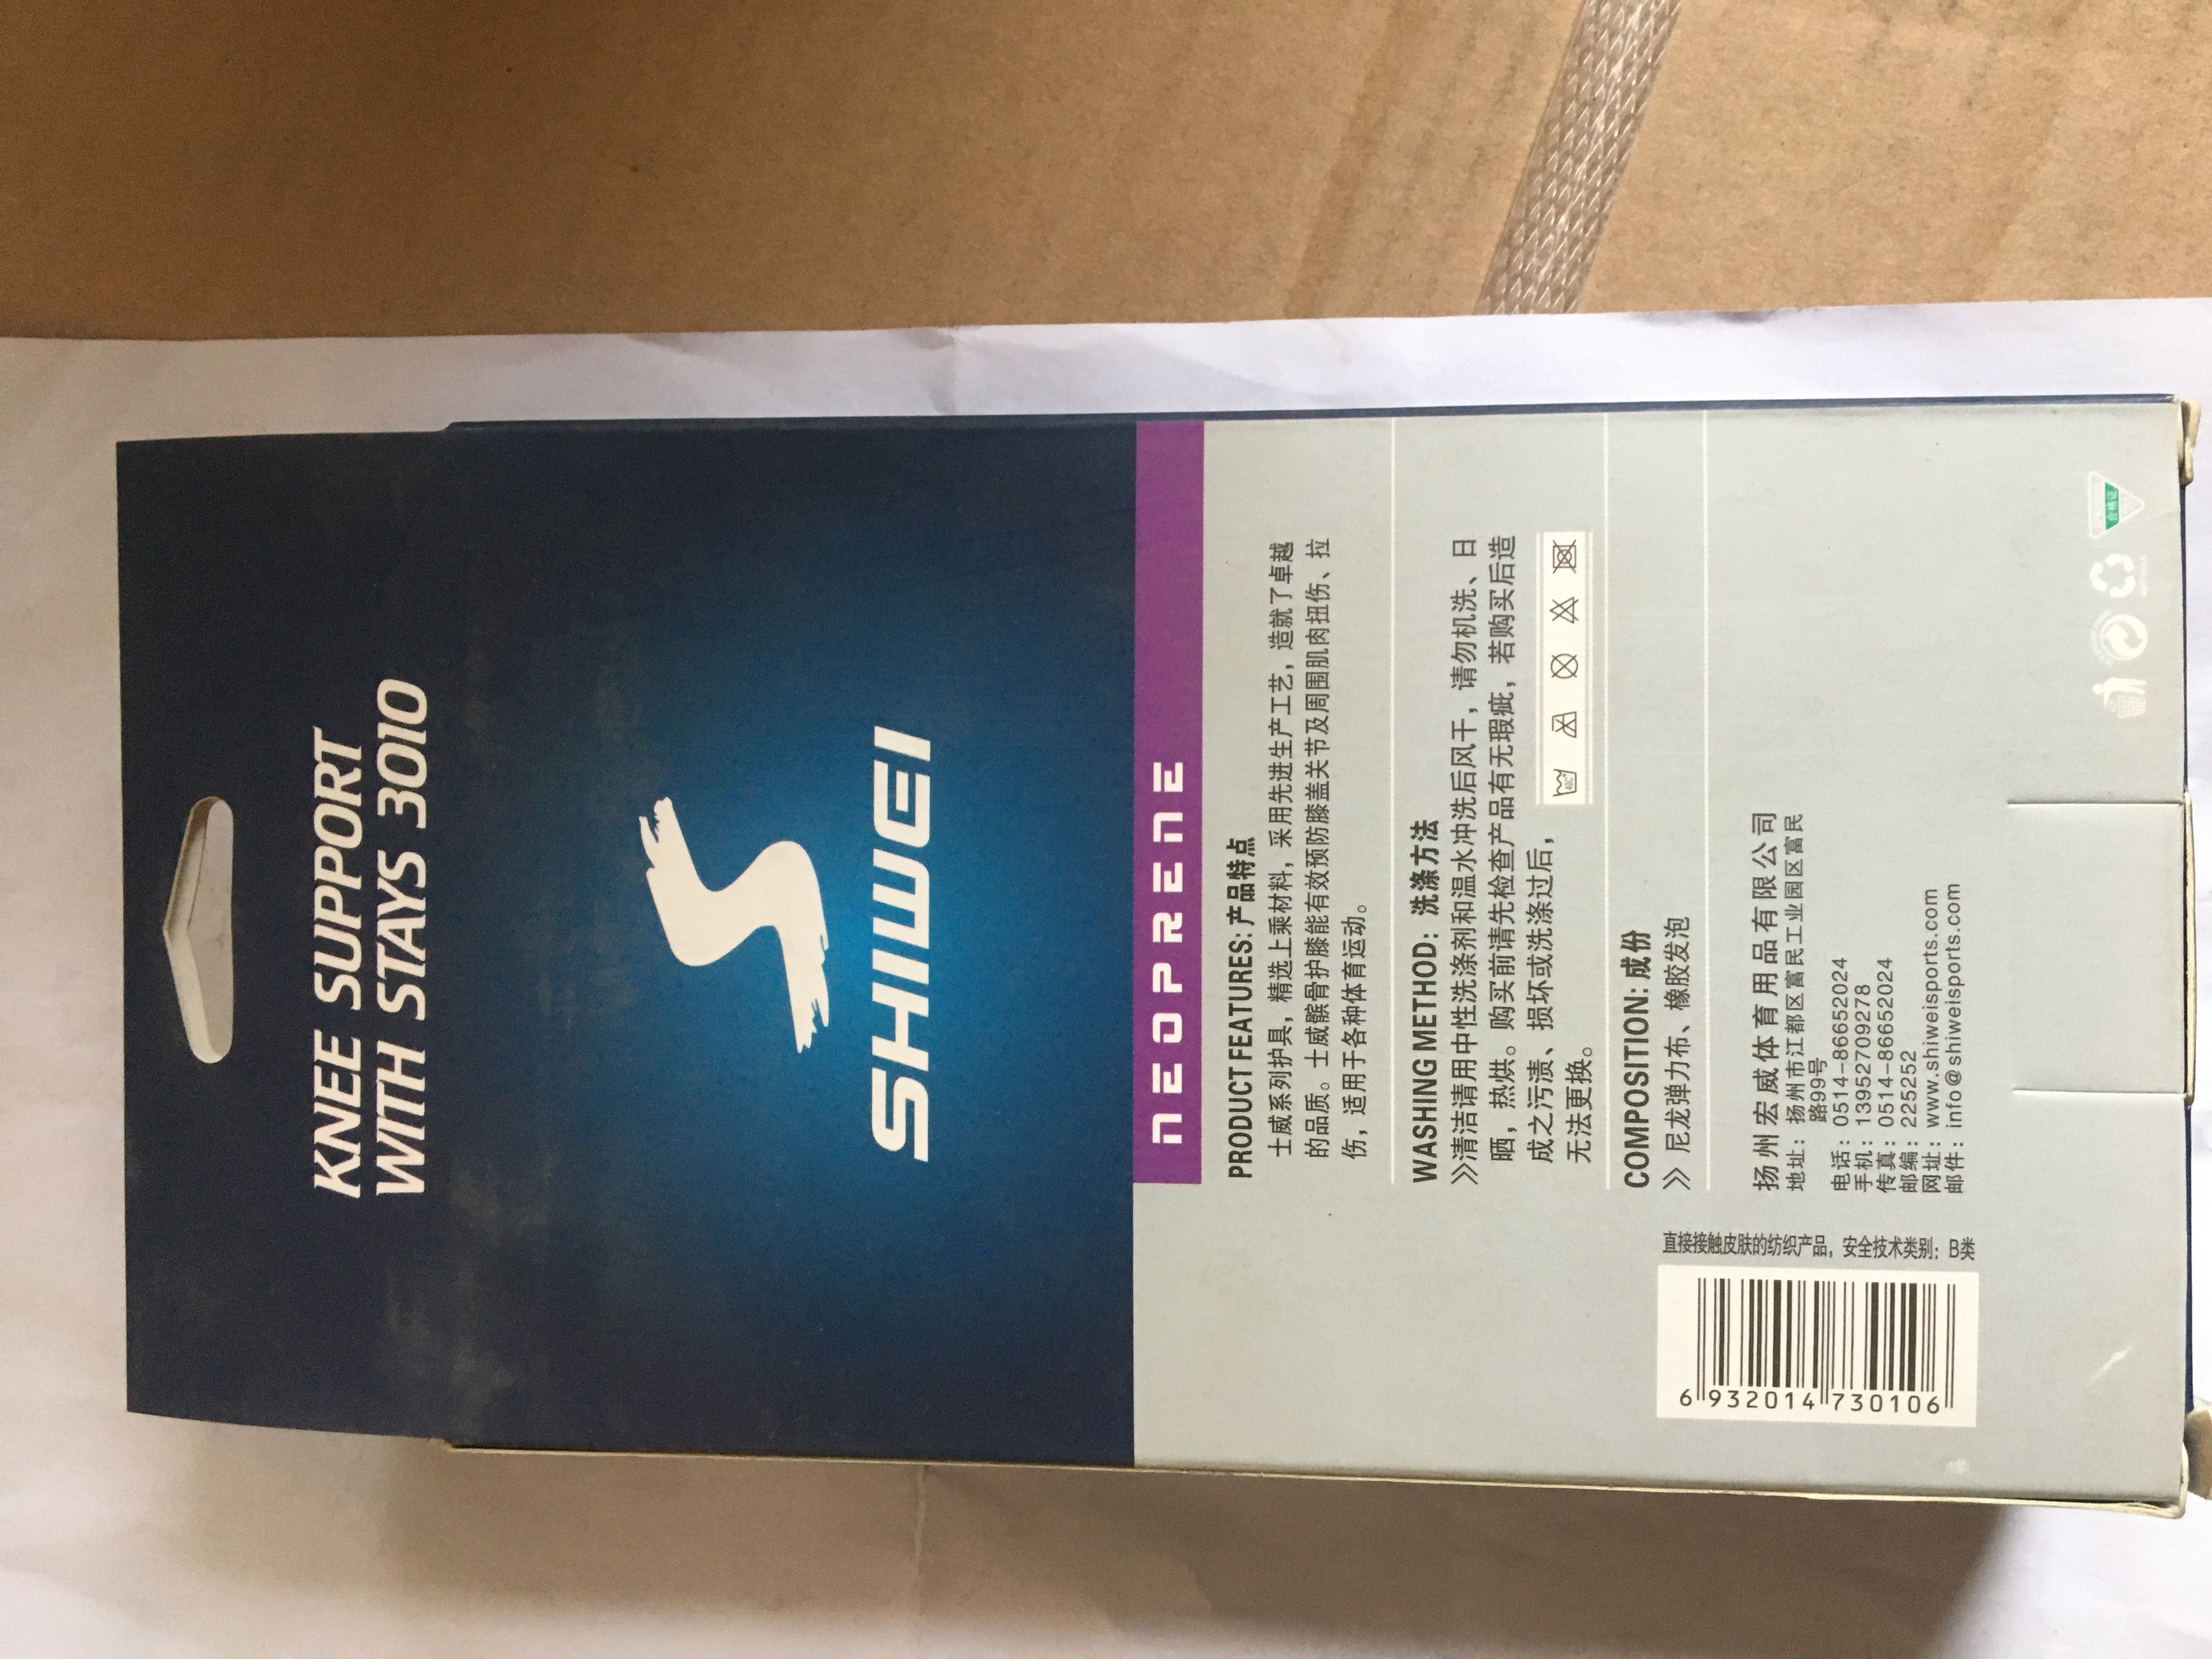 KNEE SUPPORT
WITH STAYS 3010
SHIWEI
NEOPRENE
PRODUCT FEATURES: 产品特点
士威系列护具，精选上乘材料，采用先进生产工艺，造就了卓越
的品质。士威髌骨护膝能有效预防膝盖关节及周围肌肉扭伤、拉
伤，适用于各种体育运动。
WASHING METHOD: 洗涤方法
>>清洁请用中性洗涤剂和温水冲洗后风干，请勿机洗、日
晒，热烘。购买前请先检查产品有无瑕疵，若购买后造
成之污渍、损坏或洗涤过后，
无法更换。
COMPOSITION: 成份
>> 尼龙弹力布、橡胶发泡
扬州宏威体育用品有限公司
地址：扬州市江都区富民工业园区富民
路99号
电话：0514-86652024
手机：13952709278
传真：0514-86652024
邮编：225252
网址：www.shiweisports.com
邮件：info@shiweisports.com
直接接触皮肤的纺织产品，安全技术类别：B类
6 932014 730106
合格证